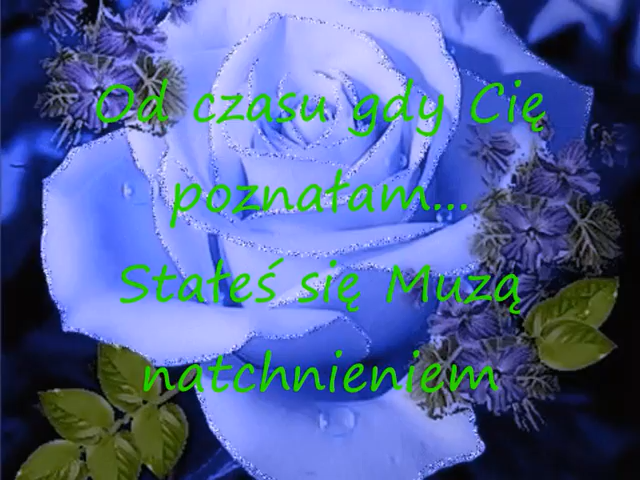 Od czasu gdy Cię
poznałam...
Stałeś się Muzą
natchnieniem